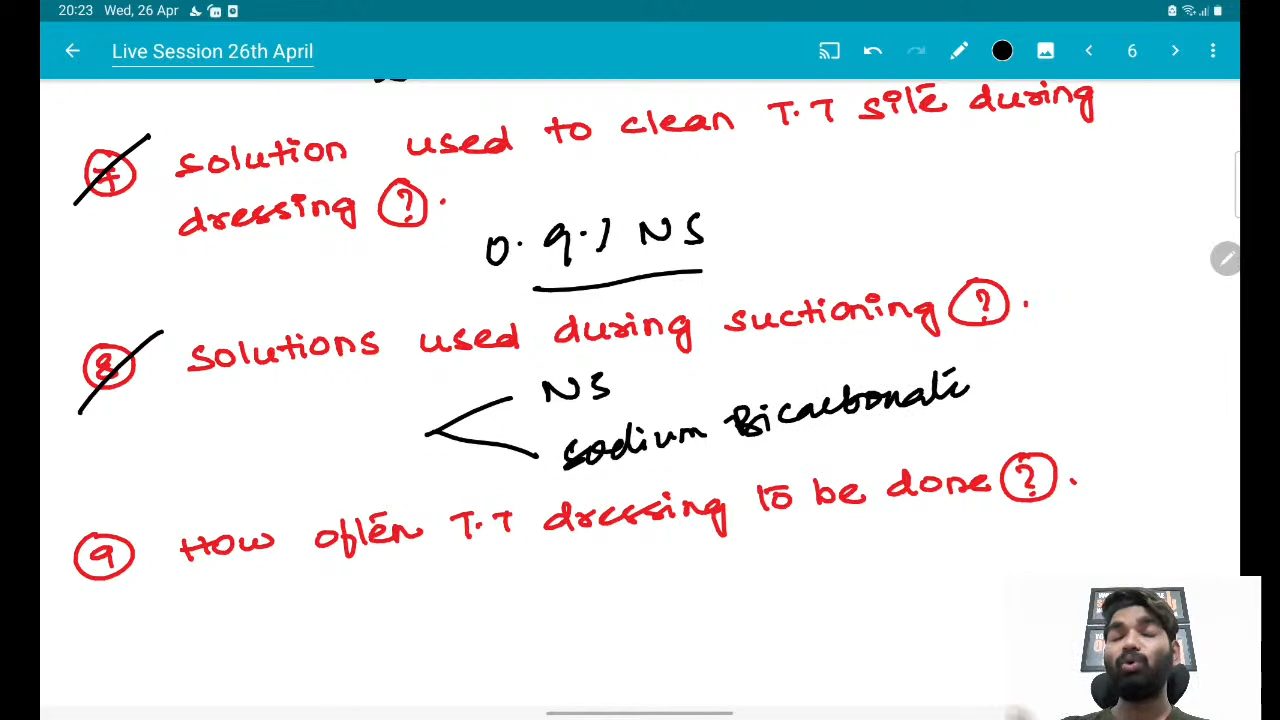 20:23 Wed, 26 Apr
Live Session 26th April
6
7 Solution used to clean T.T site during
dressing ?.
0.9% NS
8 Solutions used during suctioning ?.
NS
Sodium Bicarbonate
9 How often T.T dressing to be done ?.